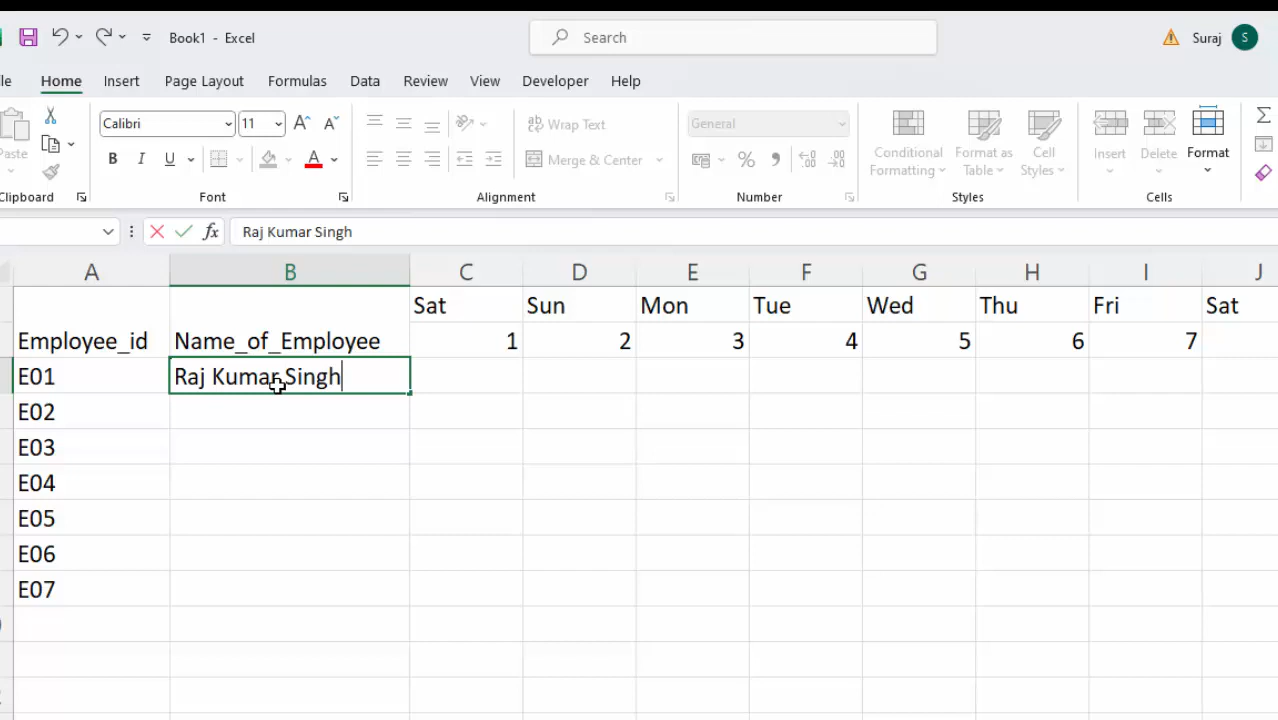 Book1 - Excel
Search
Suraj
S
le
Home
Insert
Page Layout
Formulas
Data
Review
View
Developer
Help
Paste
Calibri
11
A
A
B
I
U
A
ab
Wrap Text
Merge & Center
General
%
Conditional
Formatting
Format as
Table
Cell
Styles
Insert
Delete
Format
Σ
Clipboard
Font
Alignment
Number
Styles
Cells
fx
Raj Kumar Singh
A B C D E F G H I J
Sat Sun Mon Tue Wed Thu Fri Sat
Employee_id Name_of_Employee 1 2 3 4 5 6 7
E01 Raj Kumar Singh
E02
E03
E04
E05
E06
E07